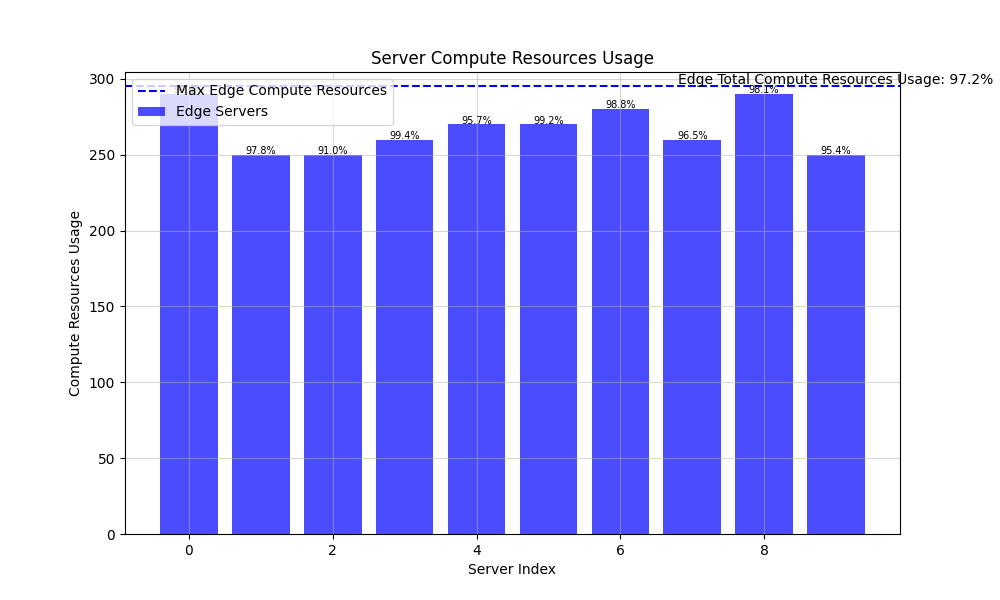 Server Compute Resources Usage
Edge Total Compute Resources Usage: 97.2%
Max Edge Compute Resources
Edge Servers
97.8%
91.0%
99.4%
95.7%
99.2%
98.8%
96.5%
98.1%
95.4%
300
250
200
150
100
50
0
Compute Resources Usage
0 2 4 6 8
Server Index